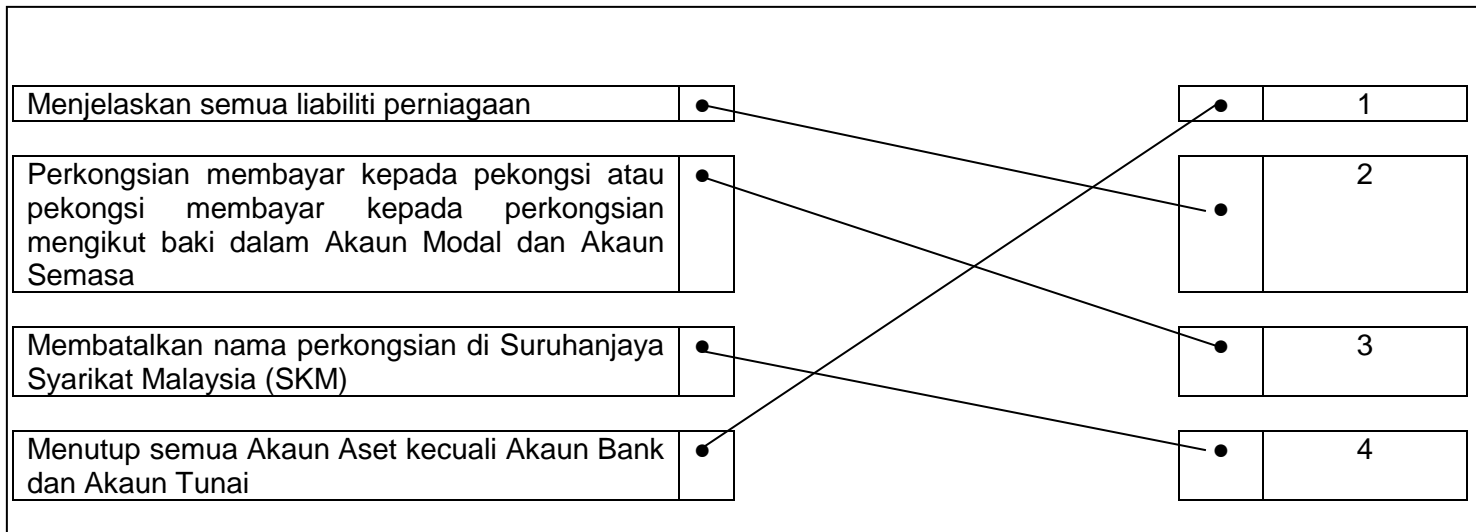 Menjelaskan semua liabiliti perniagaan
1
Perkongsian membayar kepada pekongsi atau
pekongsi membayar kepada perkongsian
mengikut baki dalam Akaun Modal dan Akaun
Semasa
2
Membatalkan nama perkongsian di Suruhanjaya
Syarikat Malaysia (SKM)
3
Menutup semua Akaun Aset kecuali Akaun Bank
dan Akaun Tunai
4